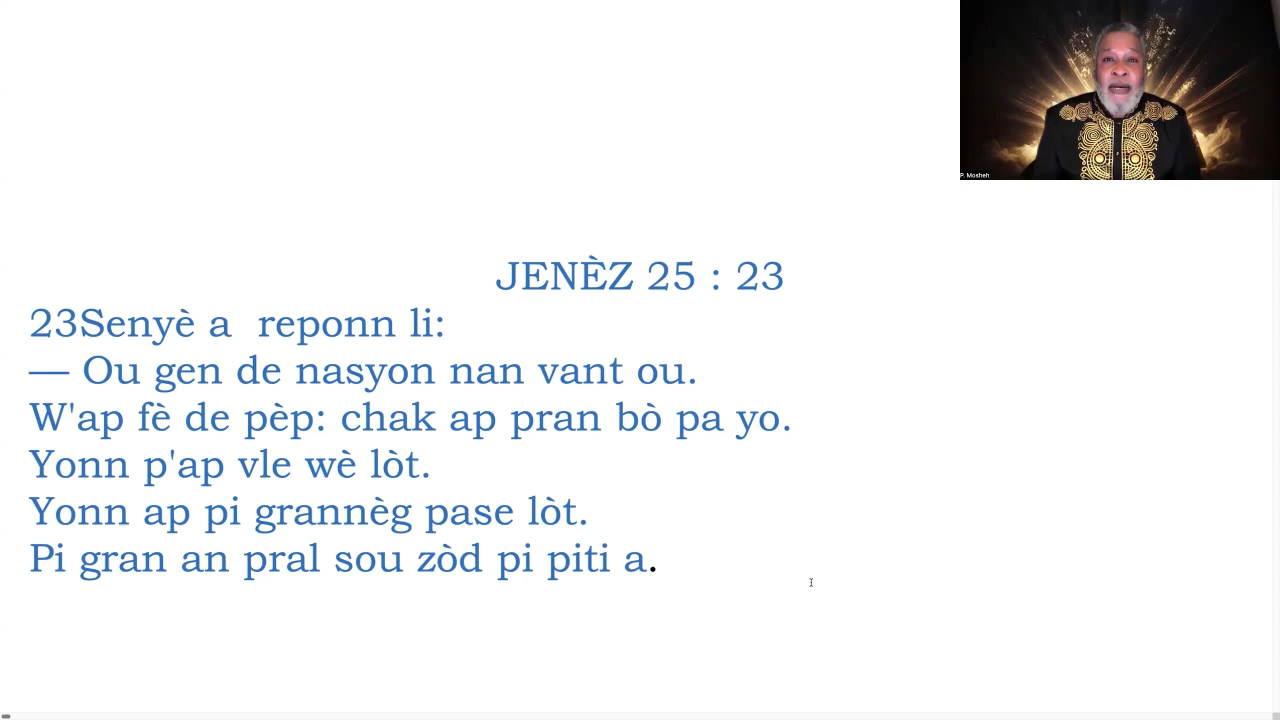 P. Mosheh
JENÈZ 25 : 23
23Senyè a  reponn li:
— Ou gen de nasyon nan vant ou.
W'ap fè de pèp: chak ap pran bò pa yo.
Yonn p'ap vle wè lòt.
Yonn ap pi grannèg pase lòt.
Pi gran an pral sou zòd pi piti a.